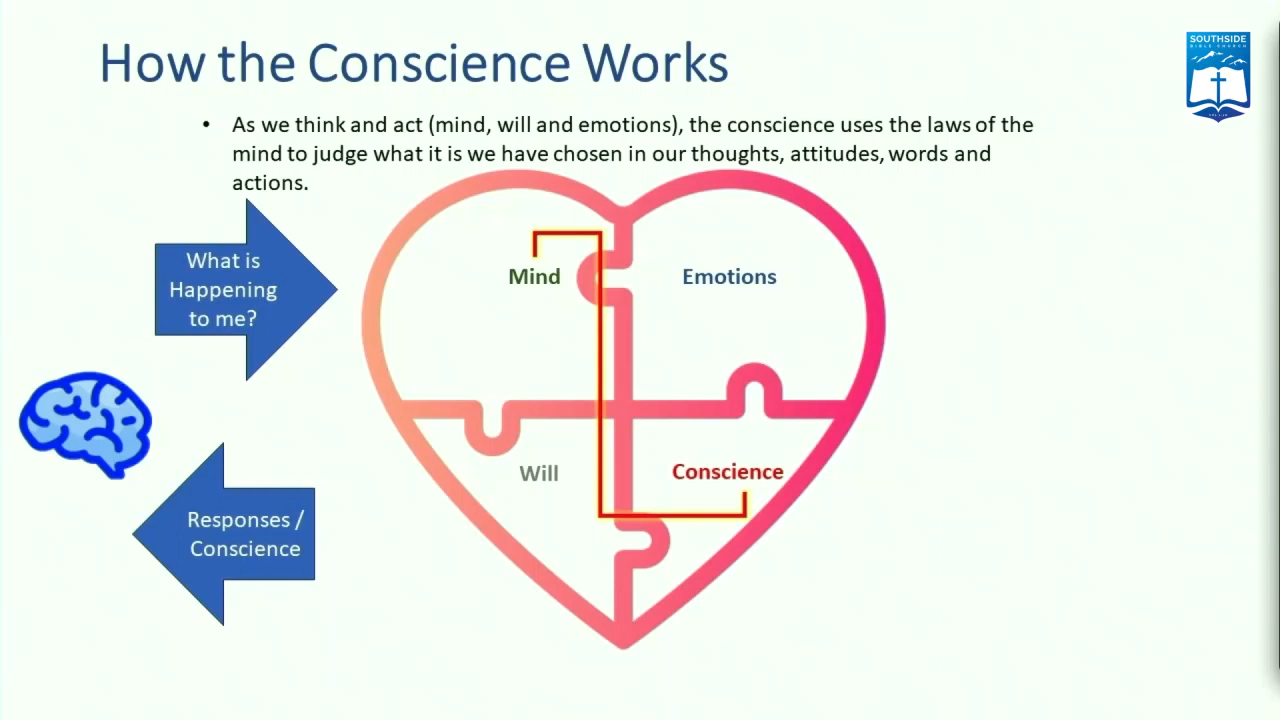 How the Conscience Works
SOUTHSIDE
BIBLE CHURCH
• As we think and act (mind, will and emotions), the conscience uses the laws of the
mind to judge what it is we have chosen in our thoughts, attitudes, words and
actions.
What is
Happening
to me?
Mind
Emotions
Will
Conscience
Responses /
Conscience